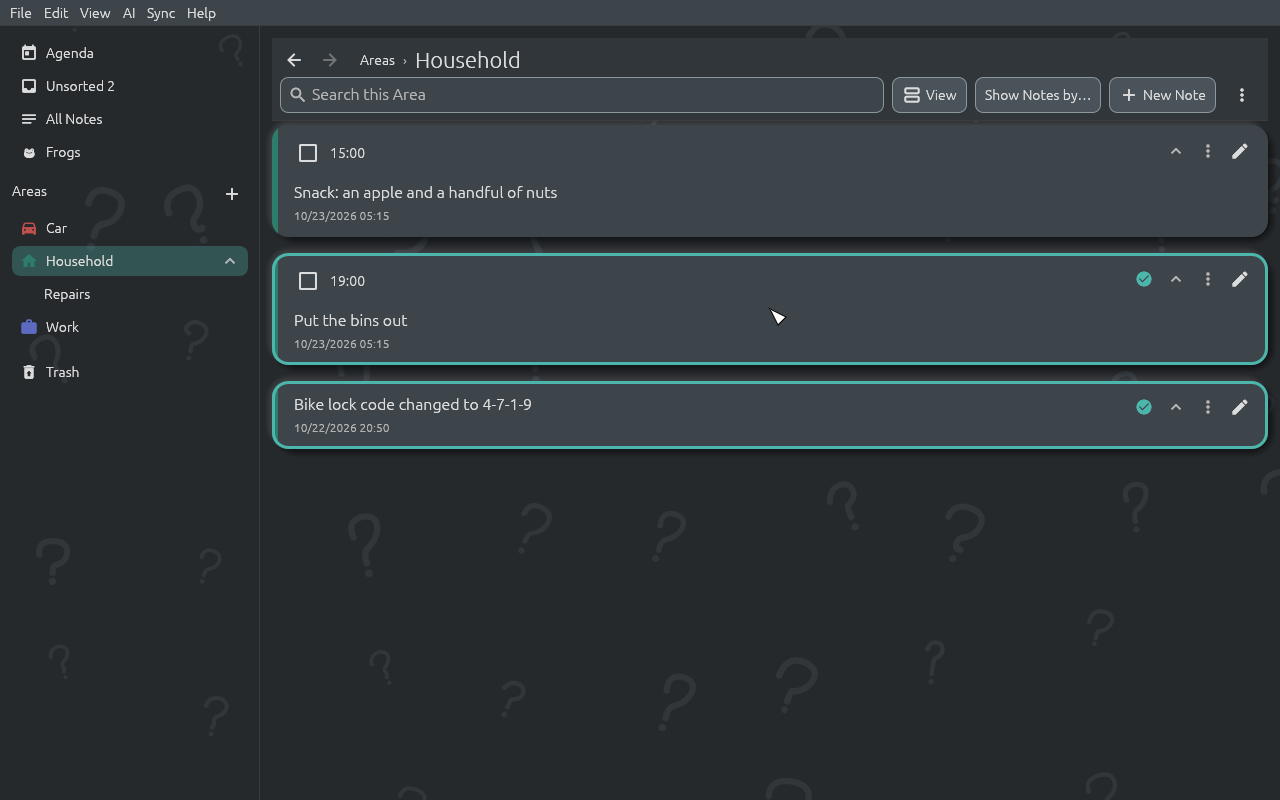 File Edit View AI Sync Help
Agenda
Unsorted 2
All Notes
Frogs
Areas
Car
Household
Repairs
Work
Trash
Areas › Household
Search this Area
View
Show Notes by...
New Note
15:00
Snack: an apple and a handful of nuts
10/23/2026 05:15
19:00
Put the bins out
10/23/2026 05:15
Bike lock code changed to 4-7-1-9
10/22/2026 20:50